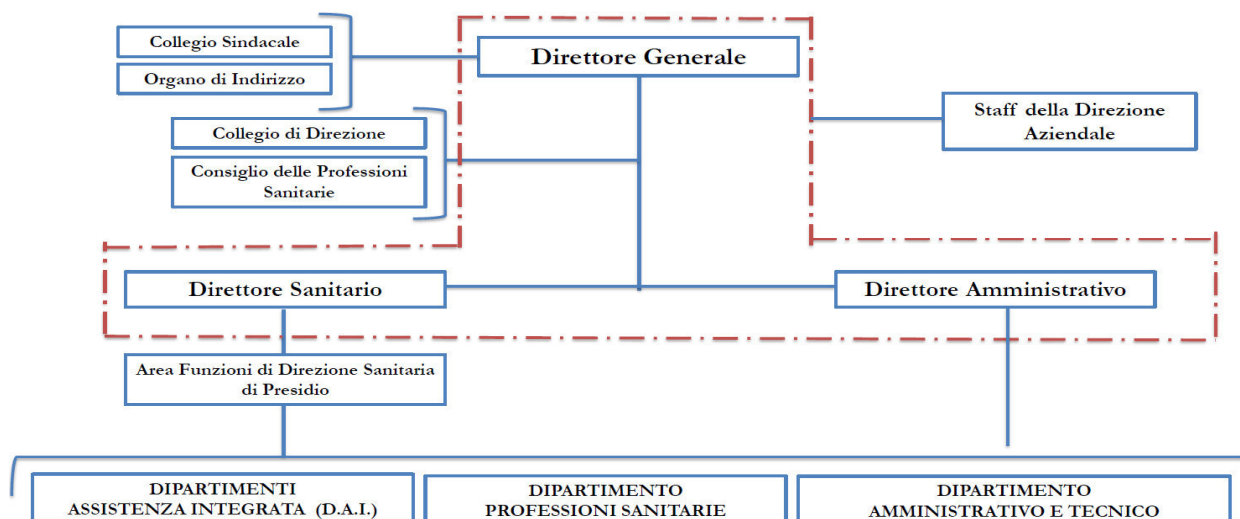 Collegio Sindacale
Organo di Indirizzo
Direttore Generale
Collegio di Direzione
Consiglio delle Professioni
Sanitarie
Staff della Direzione
Aziendale
Direttore Sanitario
Direttore Amministrativo
Area Funzioni di Direzione Sanitaria
di Presidio
DIPARTIMENTI
ASSISTENZA INTEGRATA (D.A.I.)
DIPARTIMENTO
PROFESSIONI SANITARIE
DIPARTIMENTO
AMMINISTRATIVO E TECNICO